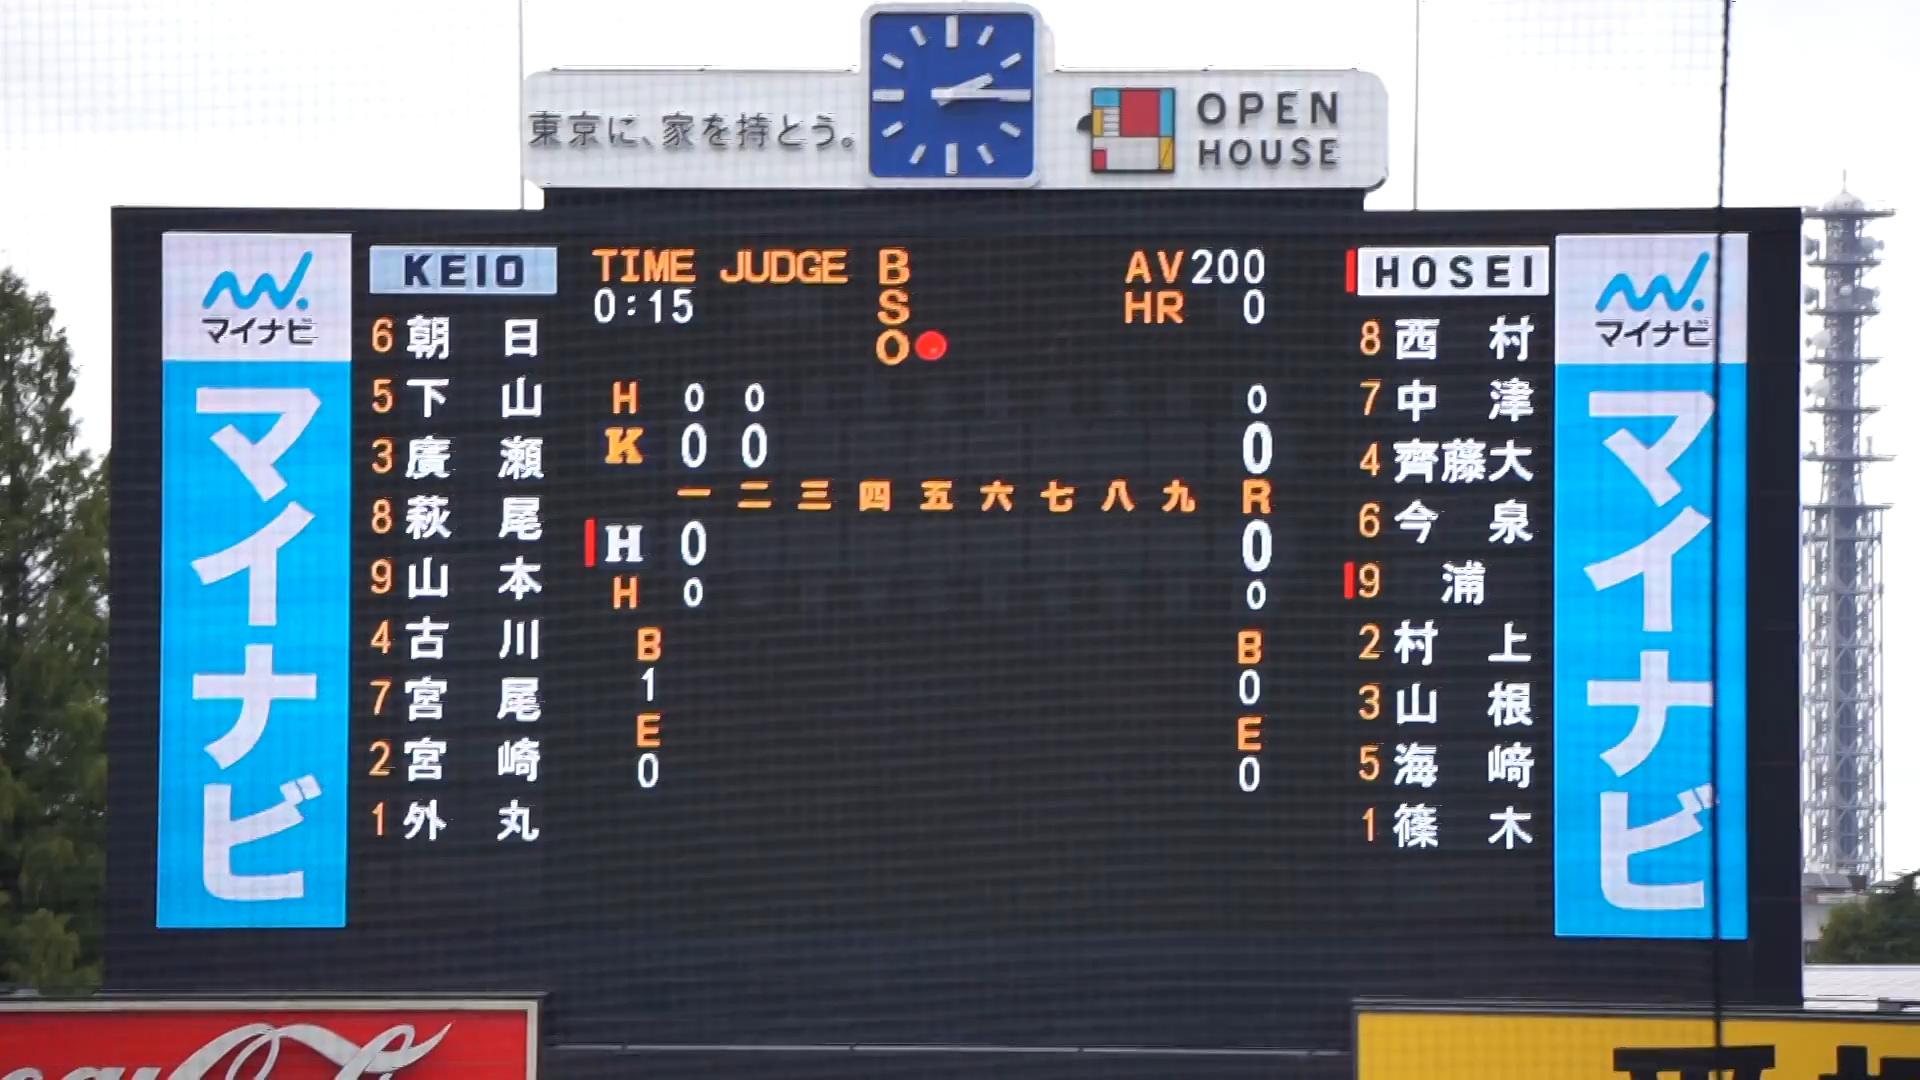 東京に、家を持とう。
OPEN
HOUSE
マイナビ
マイナビ
KEIO
6 朝日
5 下山
3 廣瀬
8 萩尾
9 山本
4 古川
7 宮尾
2 宮崎
1 外丸
TIME JUDGE B
0:15 S
O
AV 200
HR 0
H 0 0 0
K 0 0 0
一 二 三 四 五 六 七 八 九 R
H 0 0
H 0 0
B B
1 0
E E
0 0
HOSEI
8 西村
7 中津
4 齊藤大
6 今泉
9 浦
2 村上
3 山根
5 海﨑
1 篠木
マイナビ
マイナビ